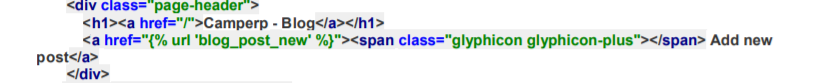 <div class="page-header">
<h1><a href="/">Camperp - Blog</a></h1>
<a href="{% url 'blog_post_new' %}"><span class="glyphicon glyphicon-plus"></span> Add new
post</a>
</div>